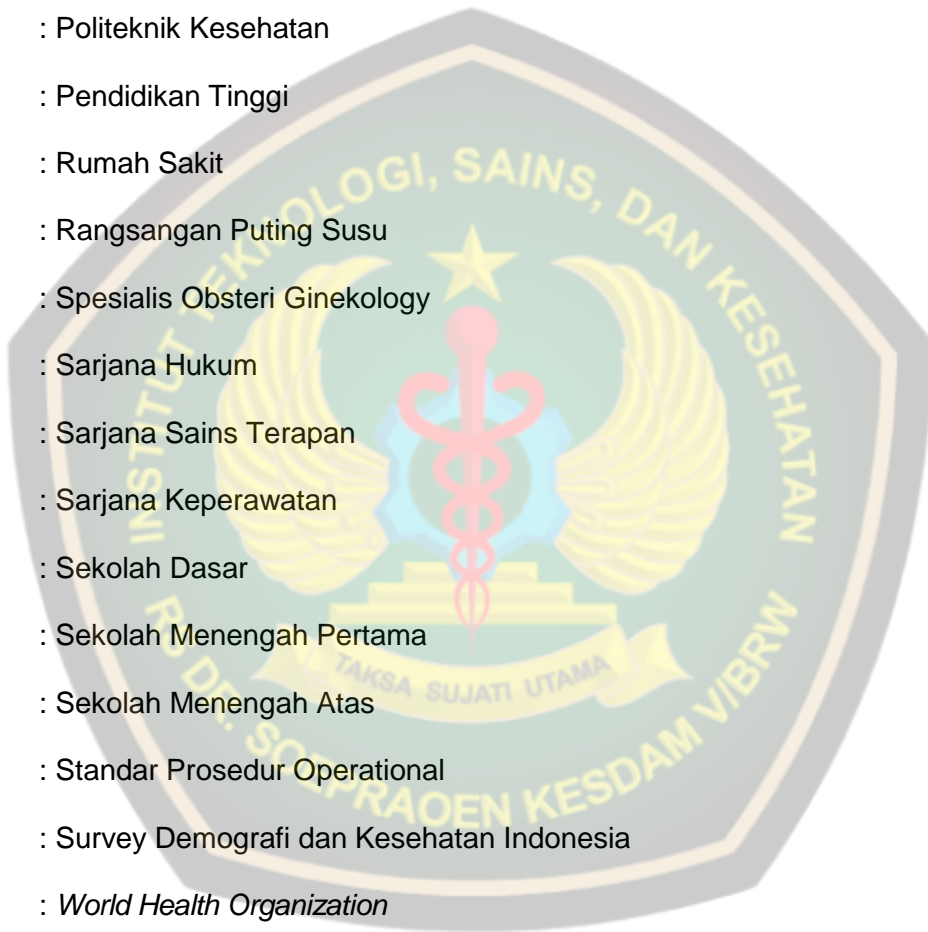 : Politeknik Kesehatan
: Pendidikan Tinggi
: Rumah Sakit
: Rangsangan Puting Susu
: Spesialis Obsteri Ginekology
: Sarjana Hukum
: Sarjana Sains Terapan
: Sarjana Keperawatan
: Sekolah Dasar
: Sekolah Menengah Pertama
: Sekolah Menengah Atas
: Standar Prosedur Operational
: Survey Demografi dan Kesehatan Indonesia
: World Health Organization
INSTITUT TEKNOLOGI, SAINS, DAN KESEHATAN
TAKSA SUJATI UTAMA
RS DR. SOEPRAOEN KESDAM V/BRW